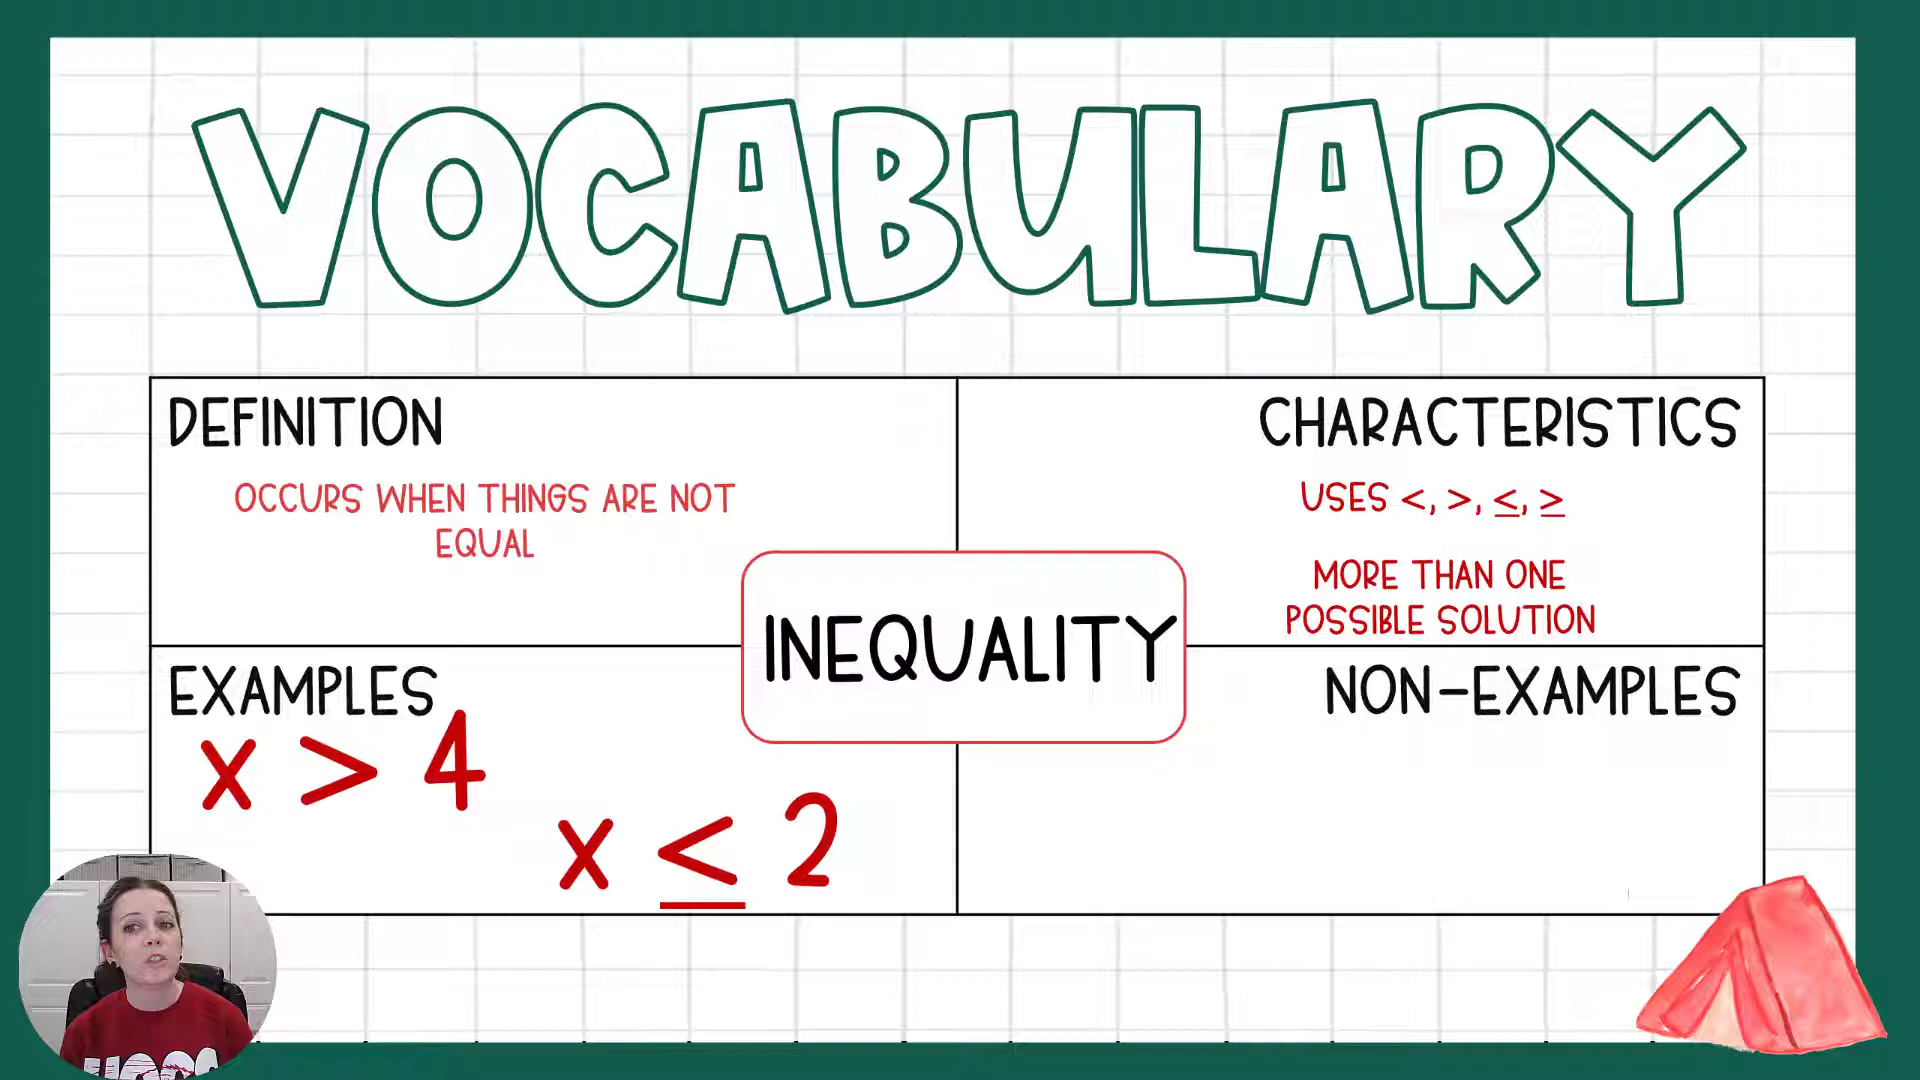 VOCABULARY
DEFINITION
OCCURS WHEN THINGS ARE NOT
EQUAL
CHARACTERISTICS
USES <, >, ≤, ≥
MORE THAN ONE
POSSIBLE SOLUTION
INEQUALITY
EXAMPLES
x > 4
x ≤ 2
NON-EXAMPLES